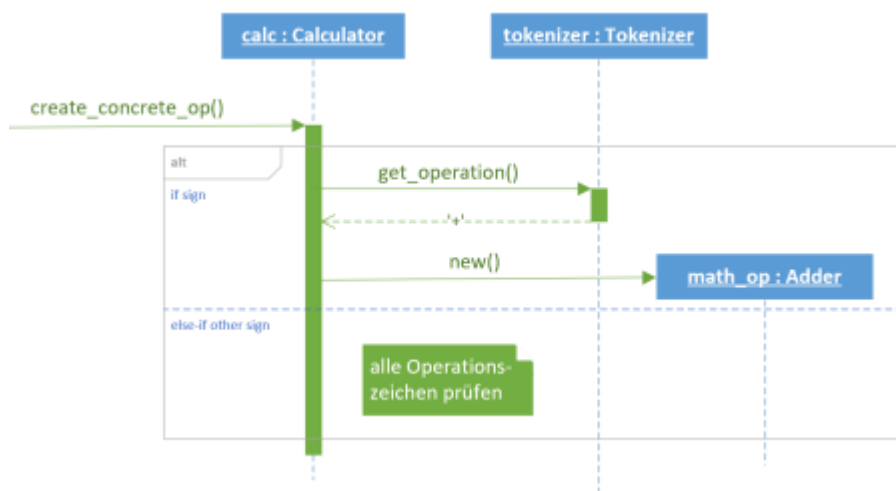 calc : Calculator
tokenizer : Tokenizer
create_concrete_op()
alt
get_operation()
if sign
'+'
new()
math_op : Adder
else-if other sign
alle Operations-
zeichen prüfen